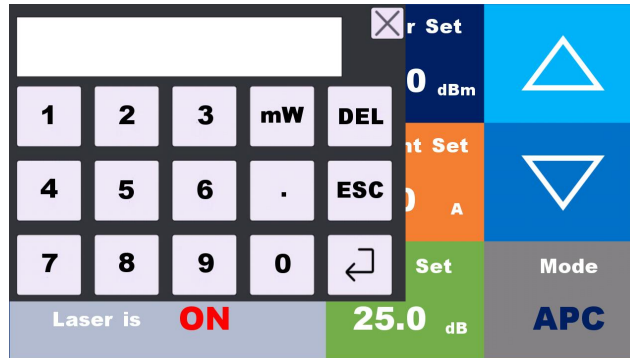 r Set
0 dBm
1 2 3 mW DEL
nt Set
4 5 6 . ESC
A
7 8 9 0
Set Mode
Laser is ON 25.0 dB APC